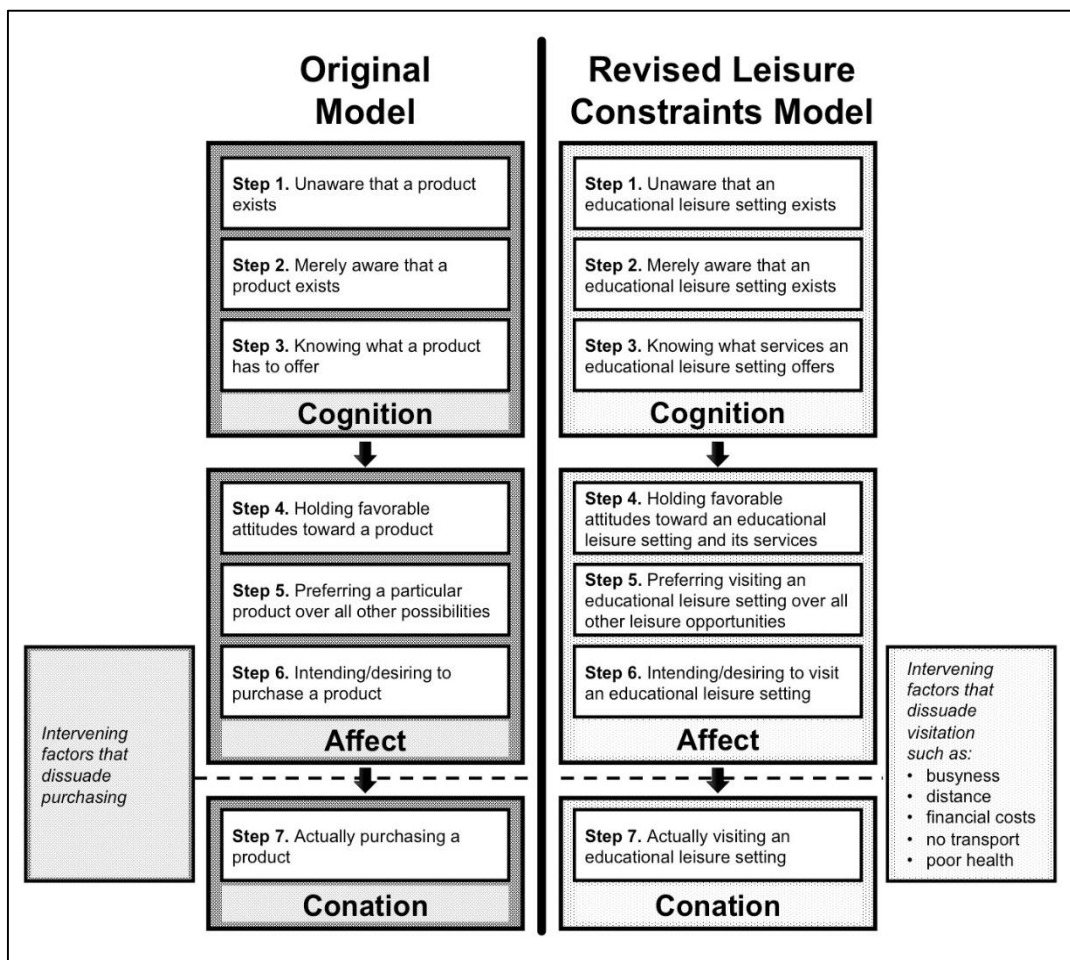 Original
Model
Step 1. Unaware that a product
exists
Step 2. Merely aware that a
product exists
Step 3. Knowing what a product
has to offer
Cognition
Step 4. Holding favorable
attitudes toward a product
Step 5. Preferring a particular
product over all other possibilities
Step 6. Intending/desiring to
purchase a product
Affect
Intervening
factors that
dissuade
purchasing
Step 7. Actually purchasing a
product
Conation
Revised Leisure
Constraints Model
Step 1. Unaware that an
educational leisure setting exists
Step 2. Merely aware that an
educational leisure setting exists
Step 3. Knowing what services an
educational leisure setting offers
Cognition
Step 4. Holding favorable
attitudes toward an educational
leisure setting and its services
Step 5. Preferring visiting an
educational leisure setting over all
other leisure opportunities
Step 6. Intending/desiring to visit
an educational leisure setting
Affect
Intervening
factors that
dissuade
visitation
such as:
• busyness
• distance
• financial costs
• no transport
• poor health
Step 7. Actually visiting an
educational leisure setting
Conation